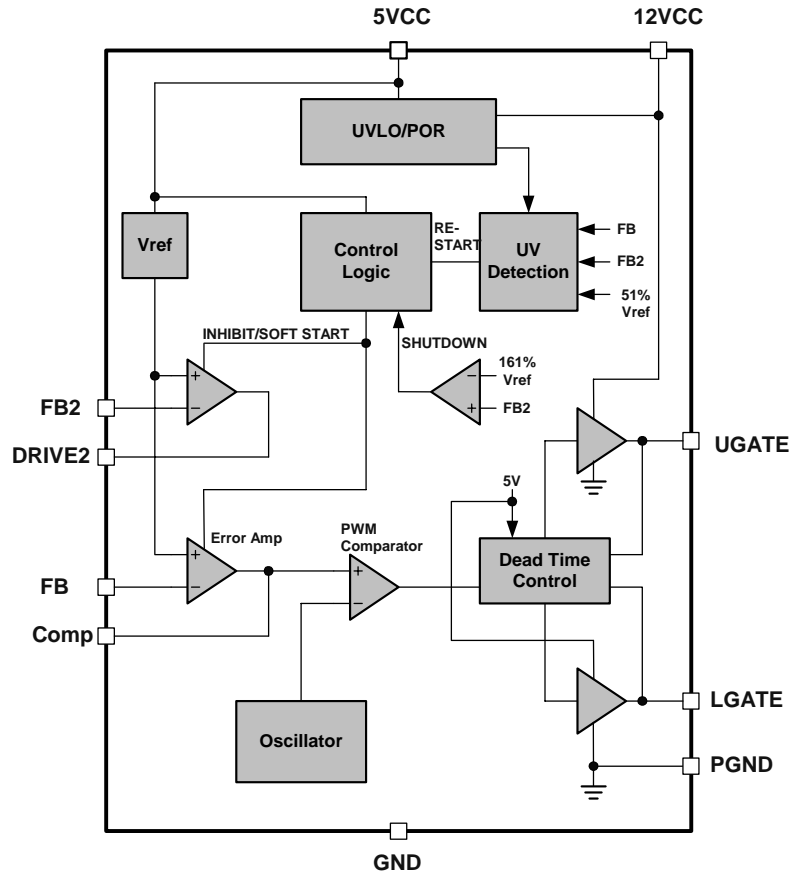 5VCC
12VCC
UVLO/POR
Vref
Control
Logic
RE-
START
UV
Detection
FB
FB2
51%
Vref
INHIBIT/SOFT START
SHUTDOWN
161%
Vref
FB2
+
−
−
+
FB2
DRIVE2
UGATE
5V
Error Amp
PWM
Comparator
Dead Time
Control
+
−
+
−
FB
Comp
Oscillator
LGATE
PGND
GND